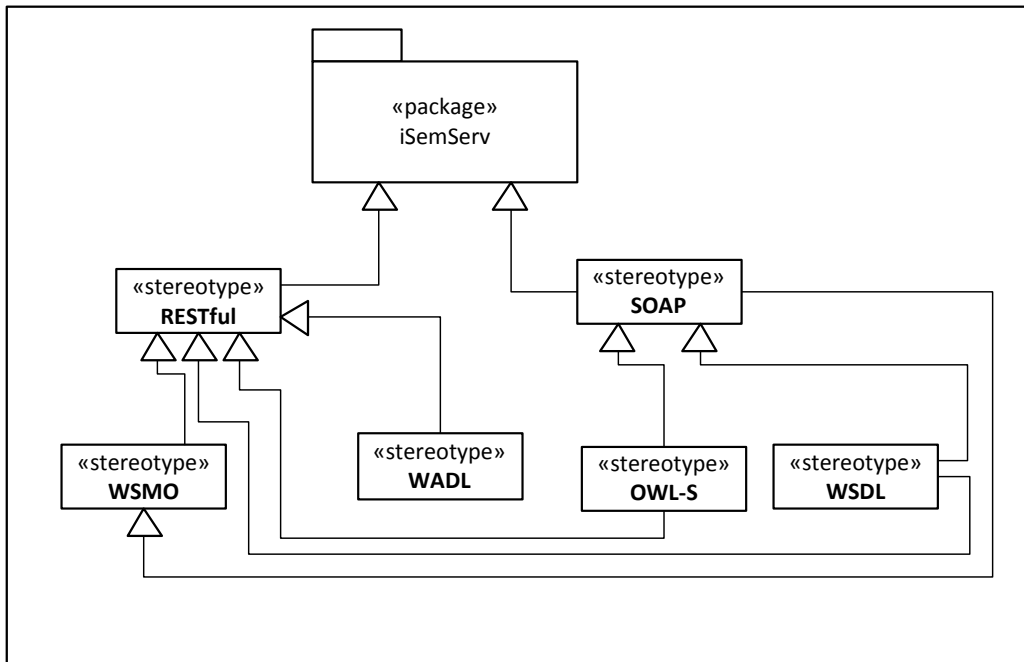 «package»
iSemServ
«stereotype»
RESTful
«stereotype»
SOAP
«stereotype»
WSMO
«stereotype»
WADL
«stereotype»
OWL-S
«stereotype»
WSDL